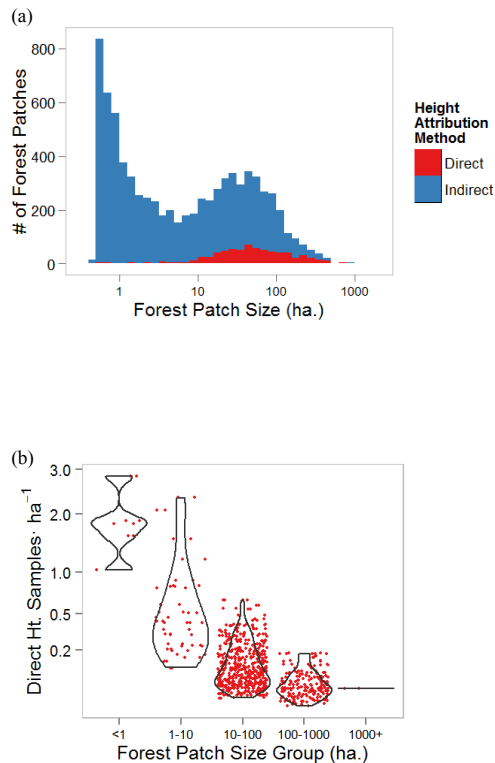 (a)
800
600
400
200
0
# of Forest Patches
1 10 100 1000
Forest Patch Size (ha.)
Height
Attribution
Method
Direct
Indirect
(b)
3.0
2.0
1.0
0.5
0.2
Direct Ht. Samples· ha⁻¹
<1 1-10 10-100 100-1000 1000+
Forest Patch Size Group (ha.)